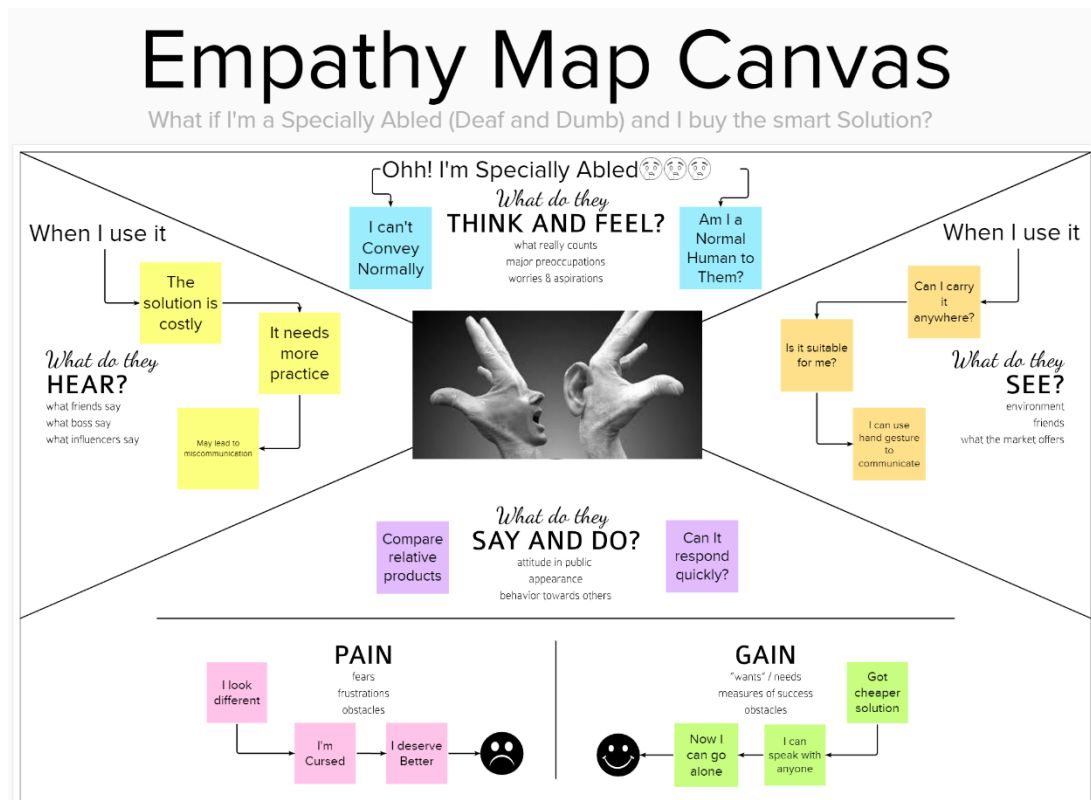 Empathy Map Canvas
What if I'm a Specially Abled (Deaf and Dumb) and I buy the smart Solution?
Ohh! I'm Specially Abled
What do they
THINK AND FEEL?
what really counts
major preoccupations
worries & aspirations
I can't
Convey
Normally
Am I a
Normal
Human to
Them?
When I use it
The
solution is
costly
It needs
more
practice
What do they
HEAR?
what friends say
what boss say
what influencers say
May lead to
miscommunication
When I use it
Can I carry
it
anywhere?
Is it suitable
for me?
What do they
SEE?
environment
friends
what the market offers
I can use
hand gesture
to
communicate
Compare
relative
products
What do they
SAY AND DO?
attitude in public
appearance
behavior towards others
Can It
respond
quickly?
PAIN
fears
frustrations
obstacles
I look
different
I'm
Cursed
I deserve
Better
GAIN
"wants" / needs
measures of success
obstacles
Got
cheaper
solution
I can
speak with
anyone
Now I
can go
alone